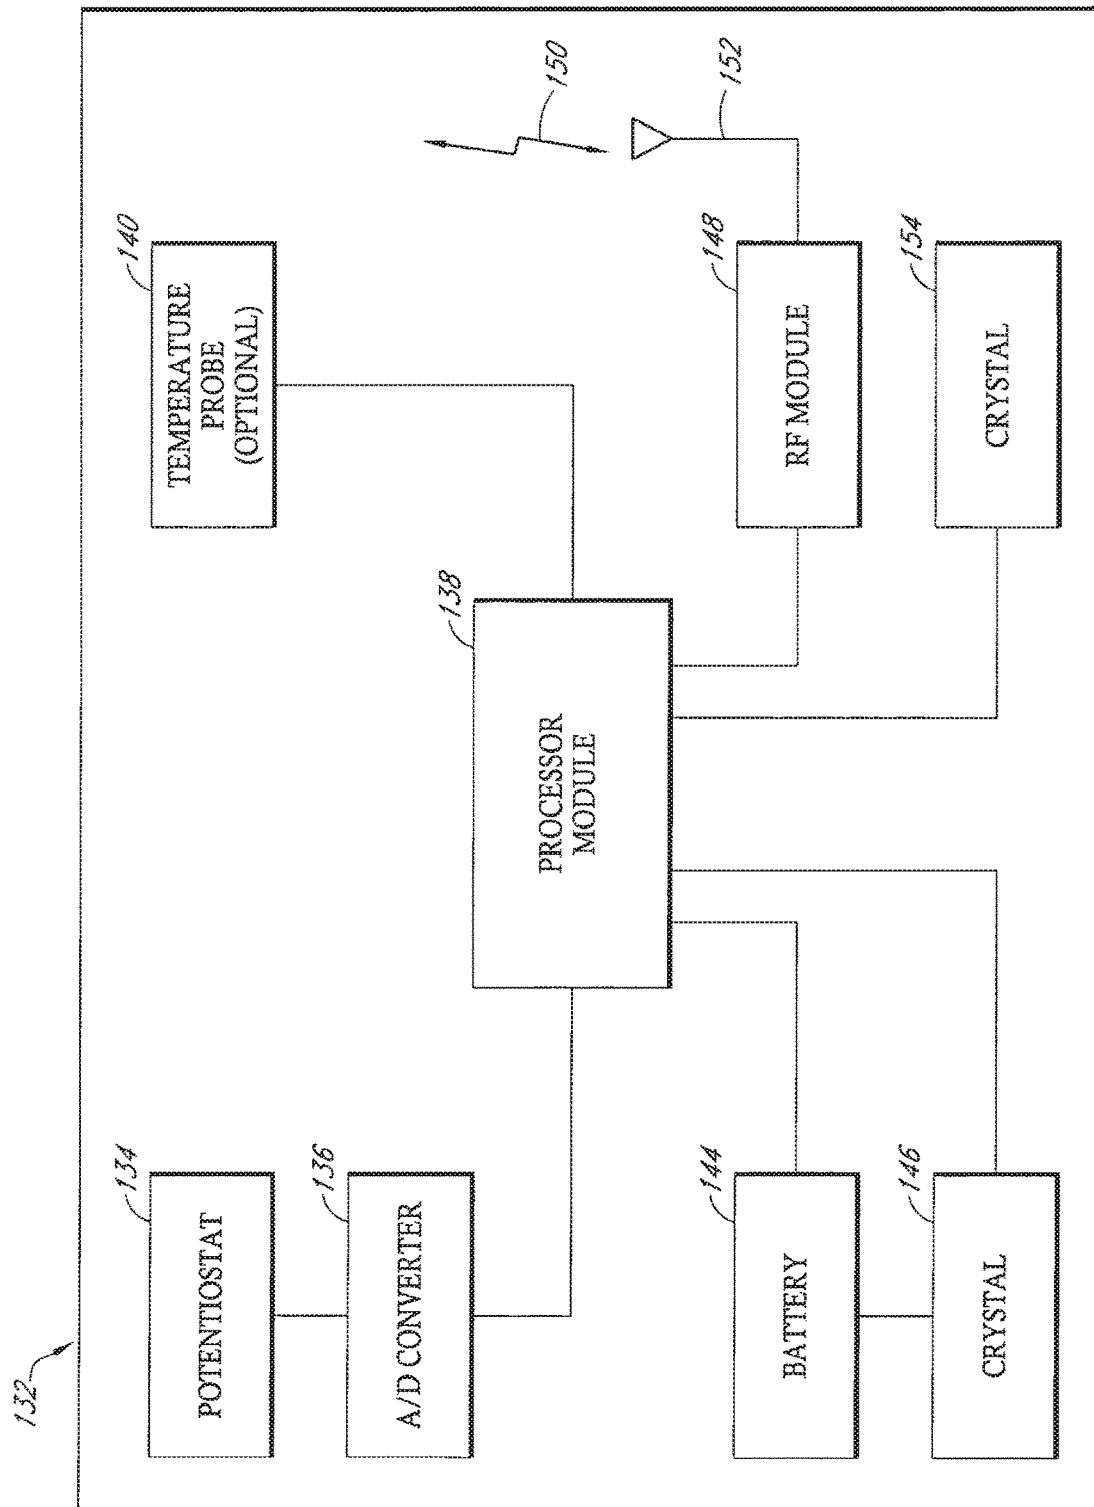 132
134
POTENTIOSTAT
136
A/D CONVERTER
138
PROCESSOR
MODULE
140
TEMPERATURE
PROBE
(OPTIONAL)
144
BATTERY
146
CRYSTAL
148
RF MODULE
150
152
154
CRYSTAL